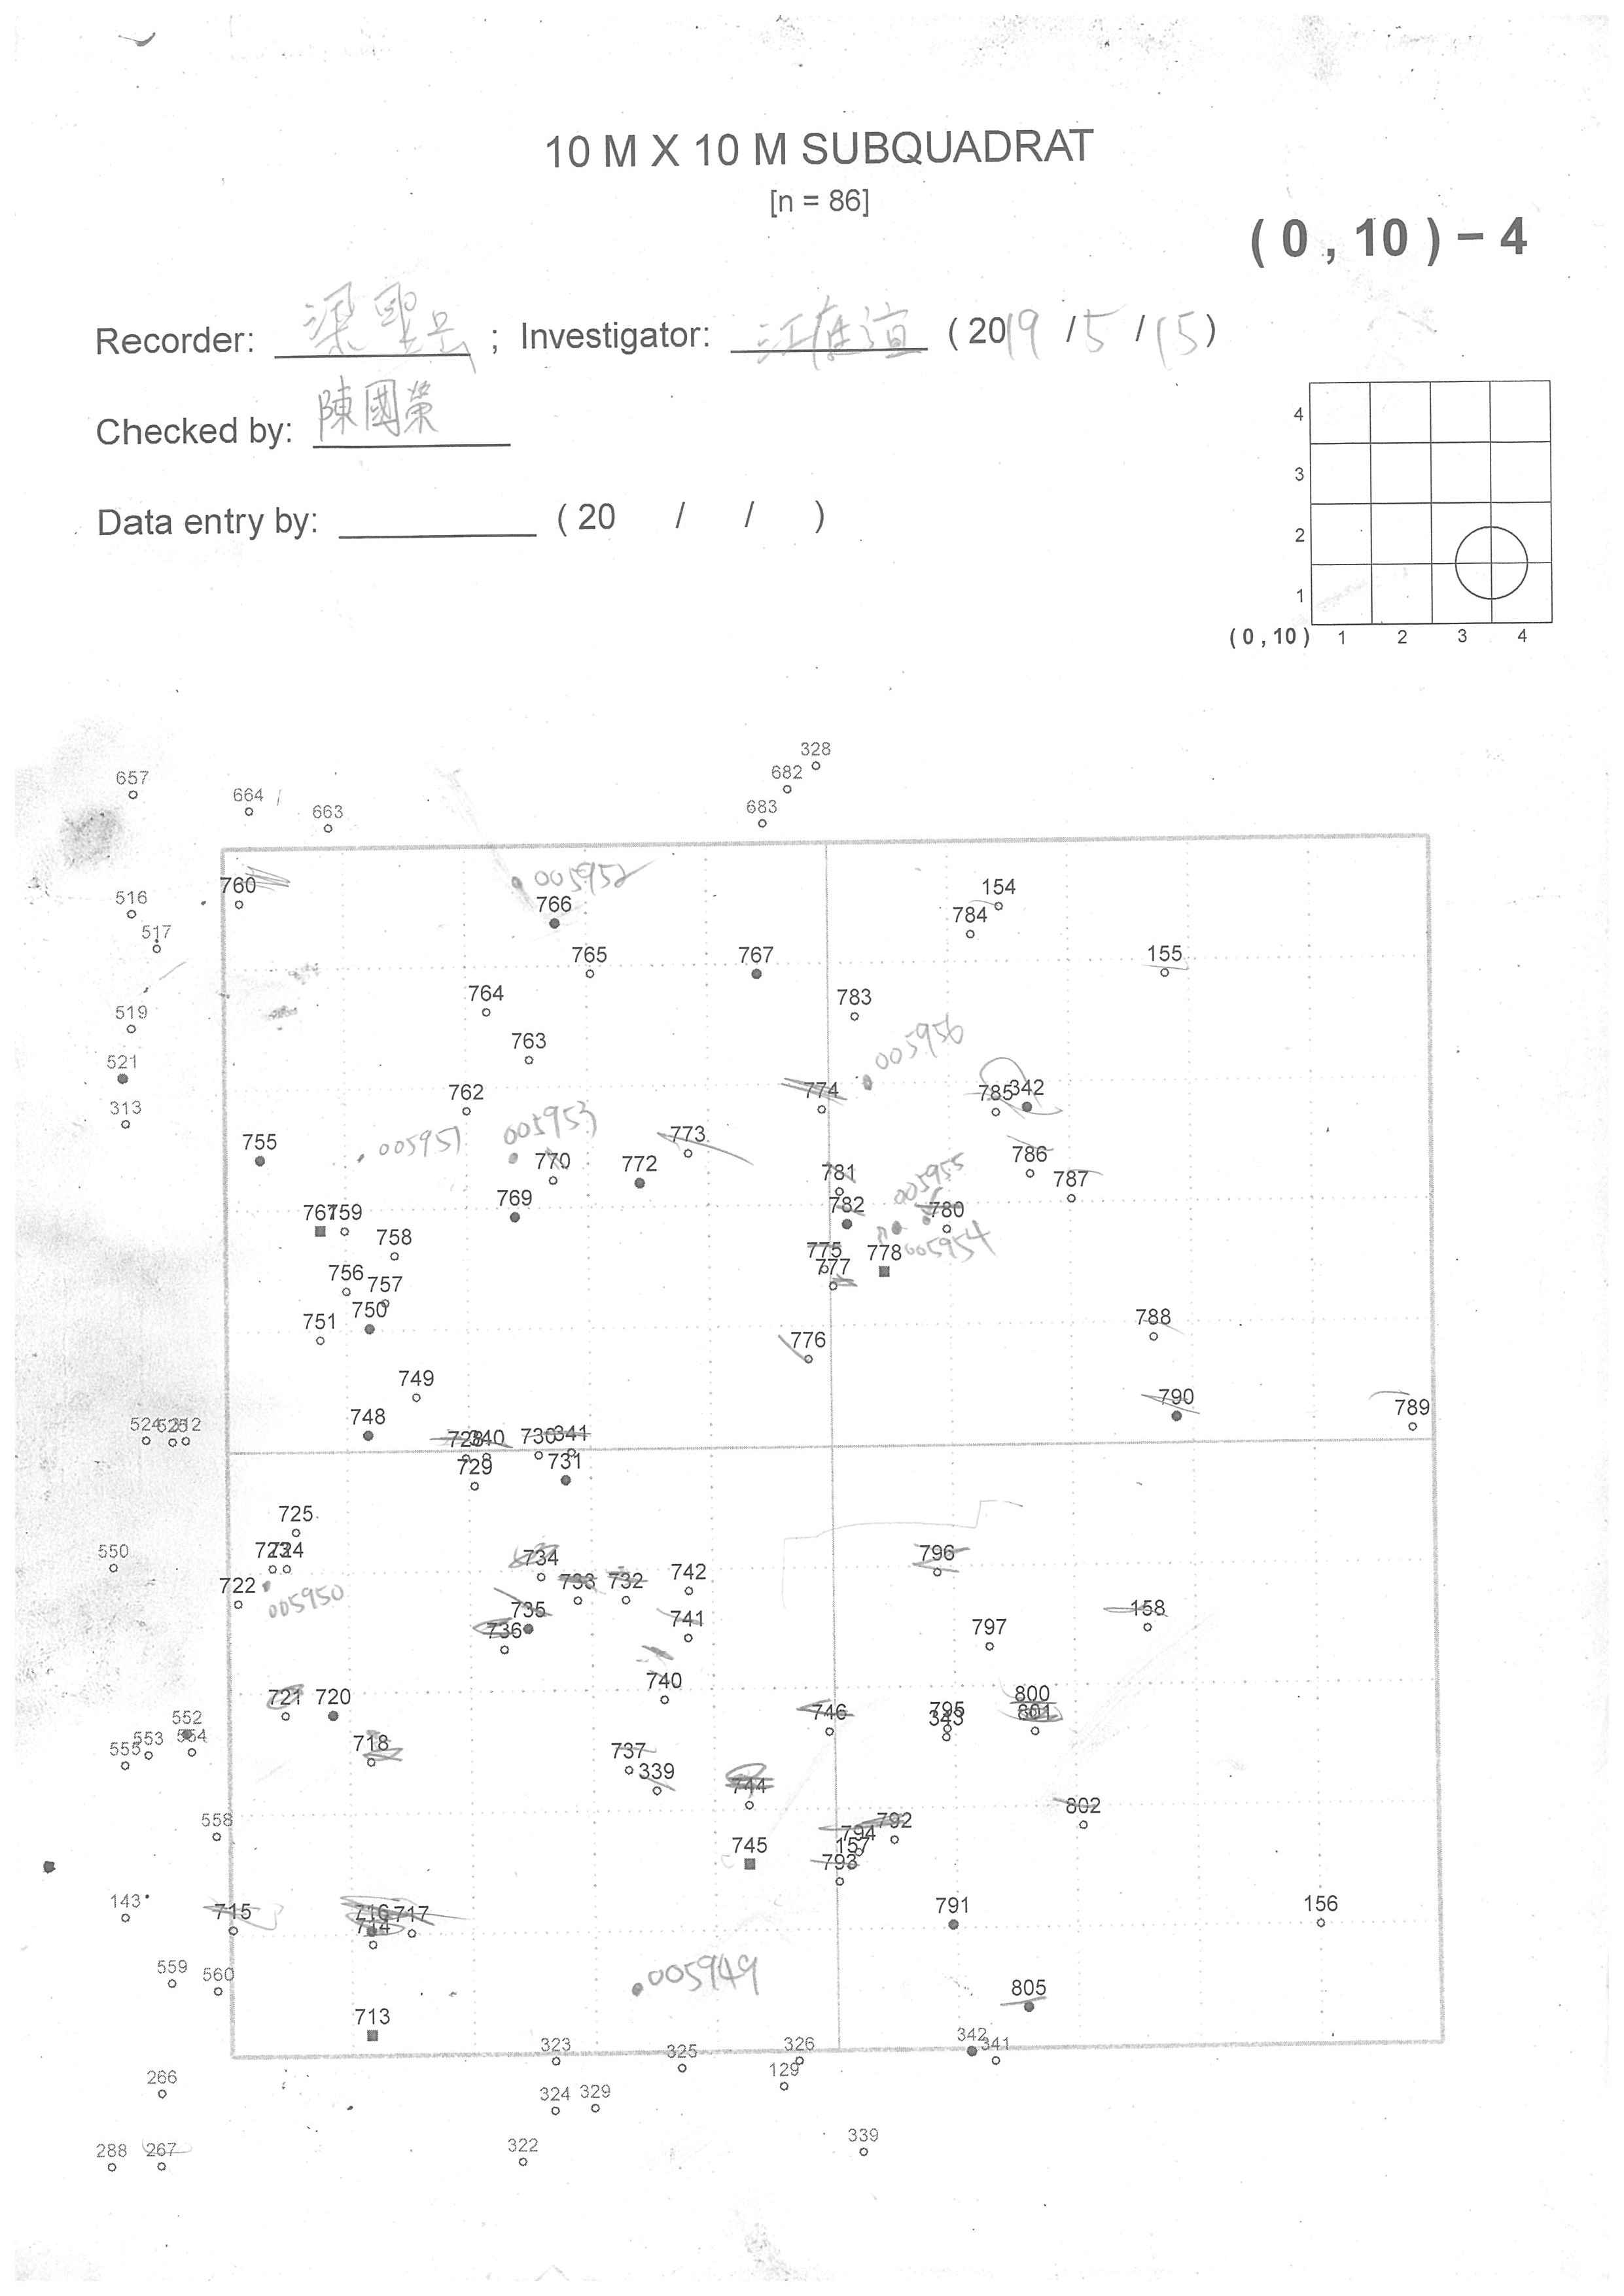 10 M X 10 M SUBQUADRAT
[n = 86]
( 0 , 10 ) - 4
Recorder: 梁聖岳 ; Investigator: ( 2019 / 5 / 15 )
Checked by: 陳國榮
Data entry by: ( 20 / / )
4
3
2
1
( 0 , 10 ) 1 2 3 4
328
657 682
664 663 683
760 005952
516 766 154
517 784
765 767 155
764 783
519 763 005956
521 762 774 785 342
313
755 005951 005953 773
770 772 781 786
787
769 782 005955 780
761 759
758 775 778 005954
756 757 777
751 750 776 788
749 790
748 789
524 525 512 728 340 730 341
729 731
725
723 724 734 796
550 733 732 742
722 005950
735 741 797 158
736
721 720 740 800
552 746 795 801
553 554 718 343
555 737
339 744 802
558 792
745 794
157
793
143 715 716 717 791 156
714
559 560 005949
805
713
323 325 326 342 341
266 129
324 329
288 267 322 339